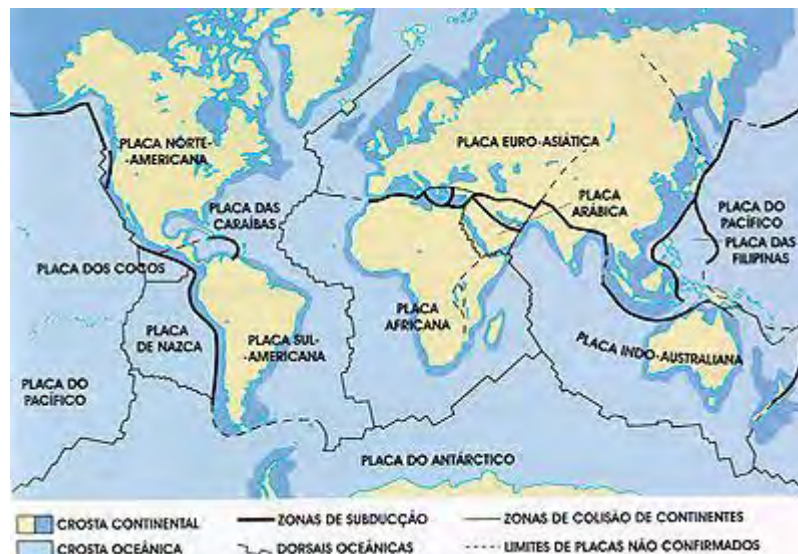 PLACA NORTE-
-AMERICANA
PLACA EURO-ASIÁTICA
PLACA DAS
CARAÍBAS
PLACA
ARÁBICA
PLACA DO
PACÍFICO
PLACA DAS
FILIPINAS
PLACA DOS COCOS
PLACA
DE NAZCA
PLACA SUL-
-AMERICANA
PLACA
AFRICANA
PLACA INDO-AUSTRALIANA
PLACA DO
PACÍFICO
PLACA DO ANTÁRCTICO
CROSTA CONTINENTAL
ZONAS DE SUBDUCÇÃO
ZONAS DE COLISÃO DE CONTINENTES
CROSTA OCEÂNICA
DORSAIS OCEÂNICAS
LIMITES DE PLACAS NÃO CONFIRMADOS